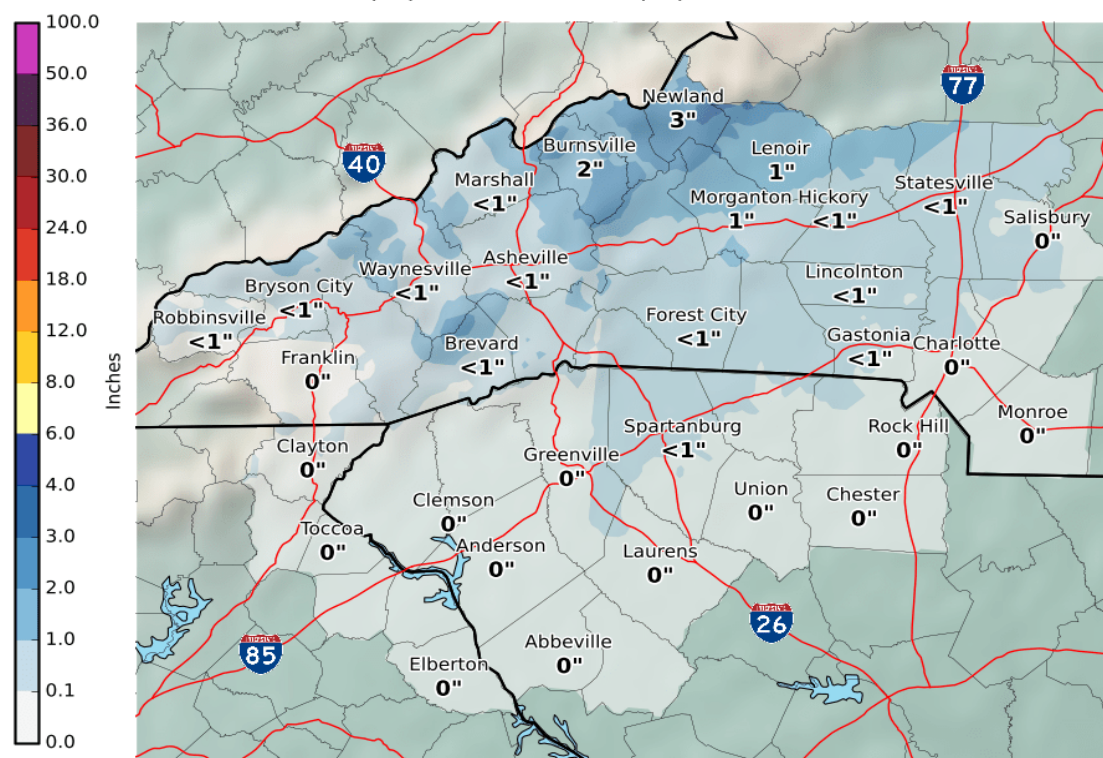 100.0
50.0
36.0
30.0
24.0
18.0
12.0
8.0
6.0
4.0
3.0
2.0
1.0
0.1
0.0
Inches
77
Newland
3"
40
Burnsville
2"
Lenoir
1"
Marshall
<1"
Statesville
<1"
Morganton
1"
Hickory
<1"
Salisbury
0"
Asheville
<1"
Waynesville
<1"
Lincolnton
<1"
Bryson City
<1"
Robbinsville
<1"
Forest City
<1"
Gastonia
<1"
Charlotte
0"
Brevard
<1"
Franklin
0"
Monroe
0"
Rock Hill
0"
Spartanburg
<1"
Clayton
0"
Greenville
0"
Union
0"
Chester
0"
Clemson
0"
Toccoa
0"
Anderson
0"
Laurens
0"
26
85
Abbeville
0"
Elberton
0"